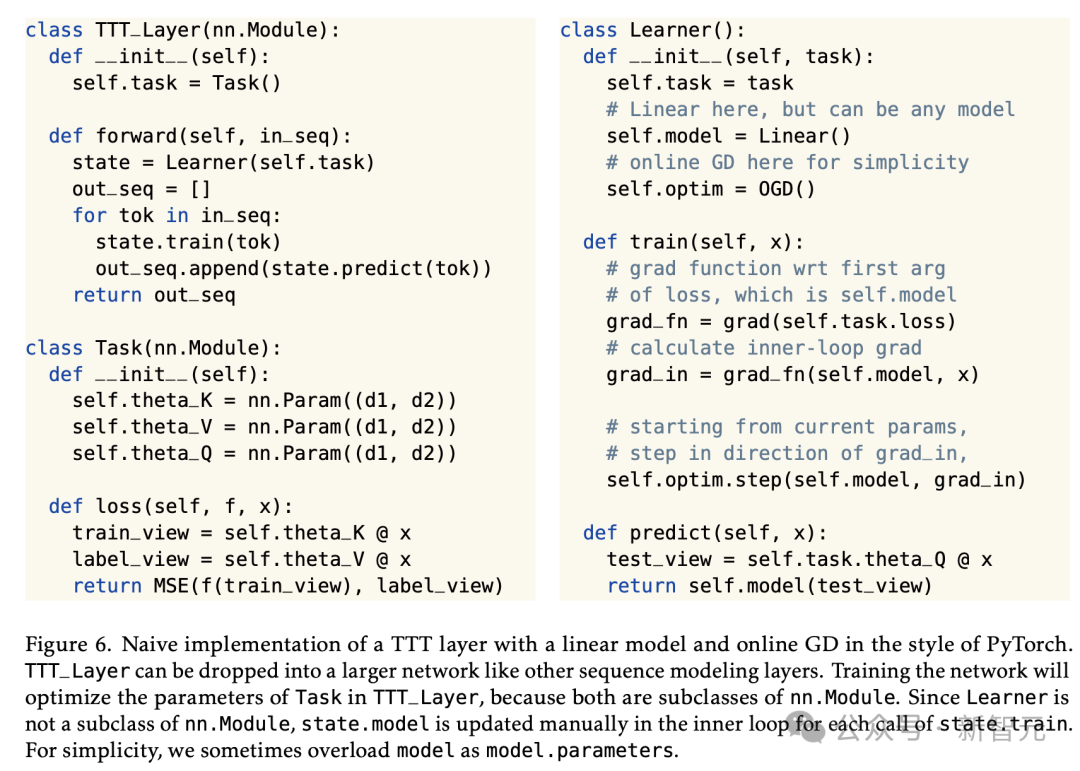 class TTT_Layer(nn.Module):
  def __init__(self):
    self.task = Task()

  def forward(self, in_seq):
    state = Learner(self.task)
    out_seq = []
    for tok in in_seq:
      state.train(tok)
      out_seq.append(state.predict(tok))
    return out_seq

class Task(nn.Module):
  def __init__(self):
    self.theta_K = nn.Param((d1, d2))
    self.theta_V = nn.Param((d1, d2))
    self.theta_Q = nn.Param((d1, d2))

  def loss(self, f, x):
    train_view = self.theta_K @ x
    label_view = self.theta_V @ x
    return MSE(f(train_view), label_view)

class Learner():
  def __init__(self, task):
    self.task = task
    # Linear here, but can be any model
    self.model = Linear()
    # online GD here for simplicity
    self.optim = OGD()

  def train(self, x):
    # grad function wrt first arg
    # of loss, which is self.model
    grad_fn = grad(self.task.loss)
    # calculate inner-loop grad
    grad_in = grad_fn(self.model, x)

    # starting from current params,
    # step in direction of grad_in,
    self.optim.step(self.model, grad_in)

  def predict(self, x):
    test_view = self.task.theta_Q @ x
    return self.model(test_view)

Figure 6. Naive implementation of a TTT layer with a linear model and online GD in the style of PyTorch.
TTT_Layer can be dropped into a larger network like other sequence modeling layers. Training the network will
optimize the parameters of Task in TTT_Layer, because both are subclasses of nn.Module. Since Learner is
not a subclass of nn.Module, state.model is updated manually in the inner loop for each call of state.train.
For simplicity, we sometimes overload model as model.parameters.
公众号·新智元